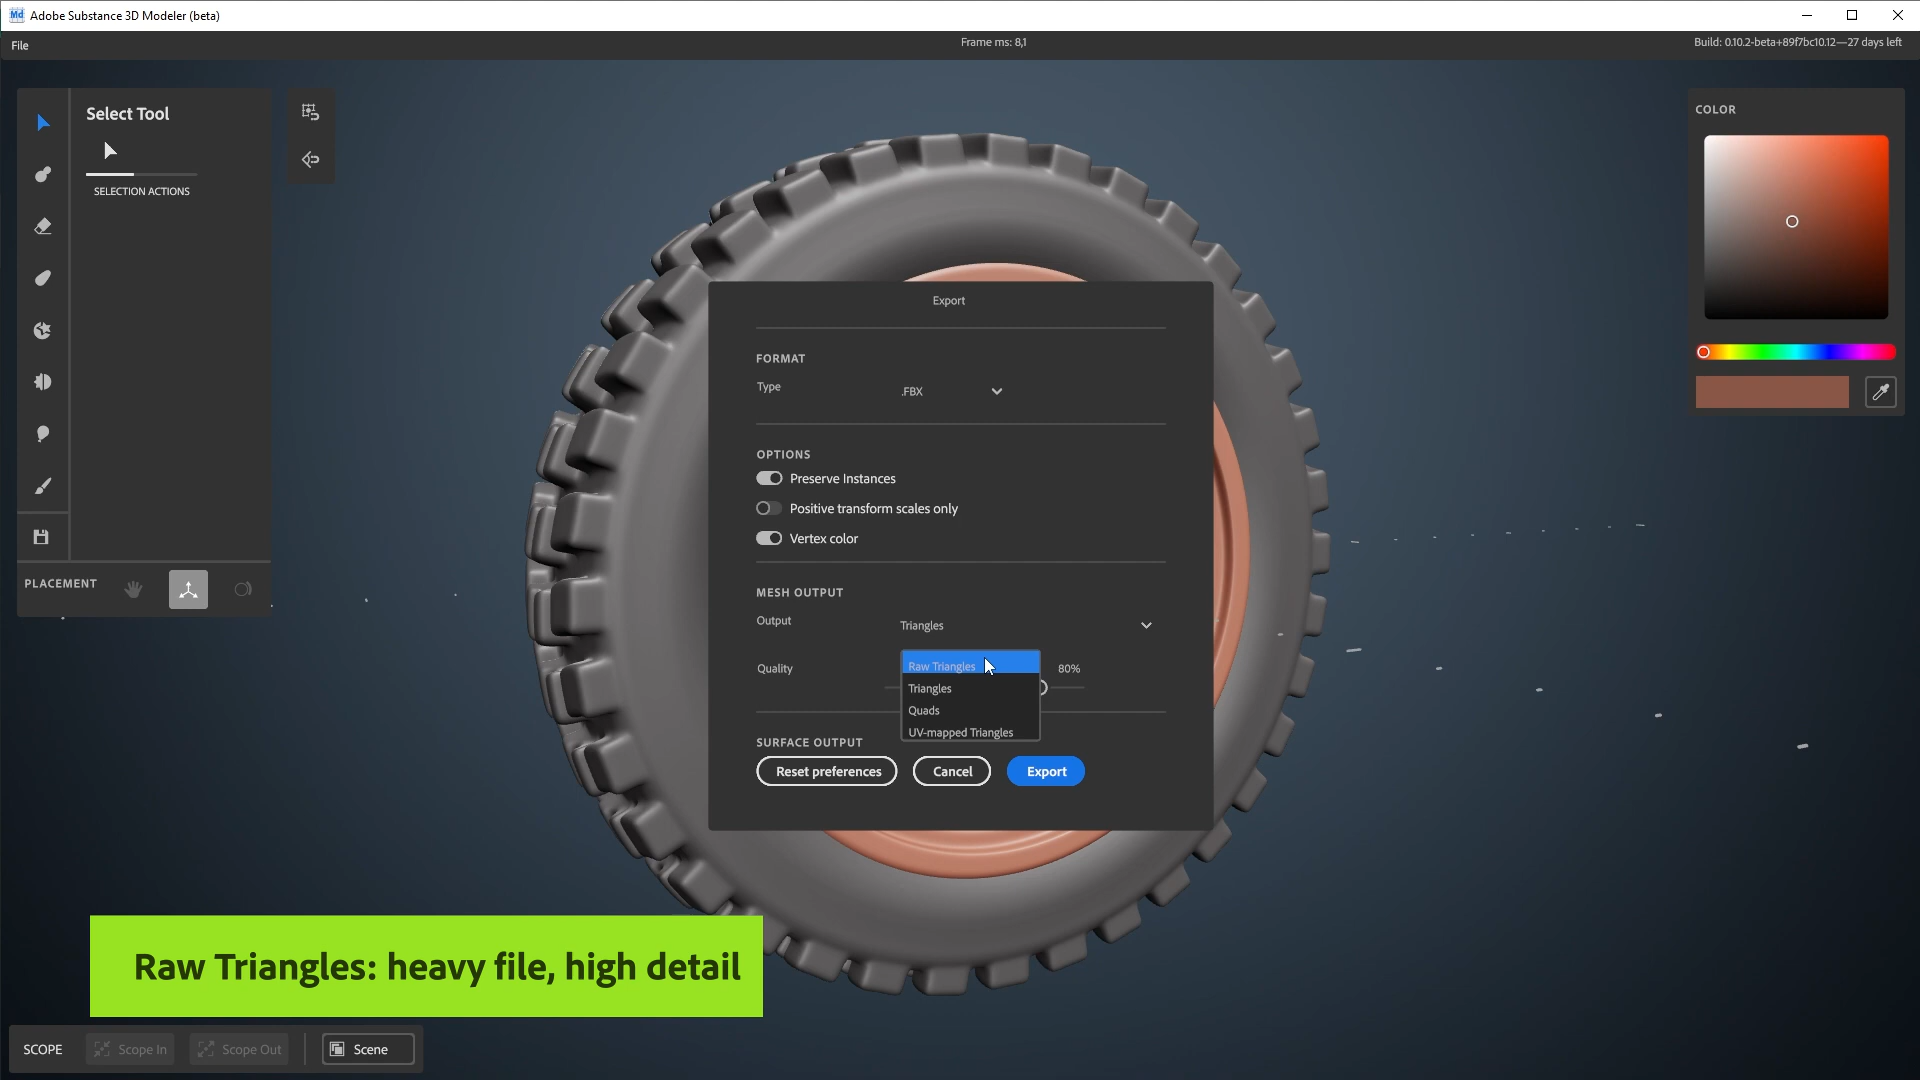 Md Adobe Substance 3D Modeler (beta)
File
Frame ms: 8,1
Build: 0.10.2-beta+89f7bc10.12—27 days left
Select Tool
SELECTION ACTIONS
PLACEMENT
COLOR
Export
FORMAT
Type
.FBX
OPTIONS
Preserve Instances
Positive transform scales only
Vertex color
MESH OUTPUT
Output
Triangles
Quality
80%
Raw Triangles
Triangles
Quads
UV-mapped Triangles
SURFACE OUTPUT
Reset preferences
Cancel
Export
Raw Triangles: heavy file, high detail
SCOPE
Scope In
Scope Out
Scene